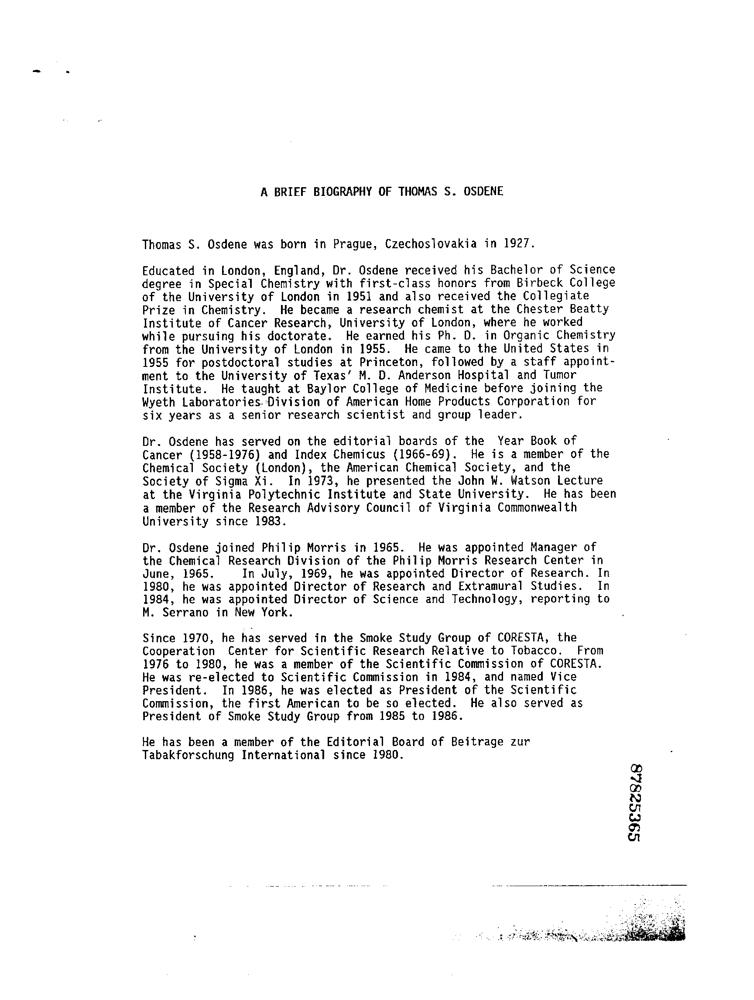 A BRIEF BIOGRAPHY OF THOMAS S. OSDENE
Thomas S. Osdene was born in Prague, Czechoslovakia in 1927.
Educated in London, England, Dr. Osdene received his Bachelor of Science
degree in Special Chemistry with first-class honors from Birbeck College
of the University of London in 1951 and also received the Collegiate
Prize in Chemistry. He became a research chemist at the Chester Beatty
Institute of Cancer Research, University of London, where he worked
while pursuing his doctorate. He earned his Ph. D. in Organic Chemistry
from the University of London in 1955. He came to the United States in
1955 for postdoctoral studies at Princeton, followed by a staff appoint-
ment to the University of Texas' M. D. Anderson Hospital and Tumor
Institute. He taught at Baylor College of Medicine before joining the
Wyeth Laboratories Division of American Home Products Corporation for
six years as a senior research scientist and group leader.
Dr. Osdene has served on the editorial boards of the Year Book of
Cancer (1958-1976) and Index Chemicus (1966-69). He is a member of the
Chemical Society (London), the American Chemical Society, and the
Society of Sigma Xi. In 1973, he presented the John W. Watson Lecture
at the Virginia Polytechnic Institute and State University. He has been
a member of the Research Advisory Council of Virginia Commonwealth
University since 1983.
Dr. Osdene joined Philip Morris in 1965. He was appointed Manager of
the Chemical Research Division of the Philip Morris Research Center in
June, 1965. In July, 1969, he was appointed Director of Research. In
1980, he was appointed Director of Research and Extramural Studies. In
1984, he was appointed Director of Science and Technology, reporting to
M. Serrano in New York.
Since 1970, he has served in the Smoke Study Group of CORESTA, the
Cooperation Center for Scientific Research Relative to Tobacco. From
1976 to 1980, he was a member of the Scientific Commission of CORESTA.
He was re-elected to Scientific Commission in 1984, and named Vice
President. In 1986, he was elected as President of the Scientific
Commission, the first American to be so elected. He also served as
President of Smoke Study Group from 1985 to 1986.
He has been a member of the Editorial Board of Beitrage zur
Tabakforschung International since 1980.
87825365